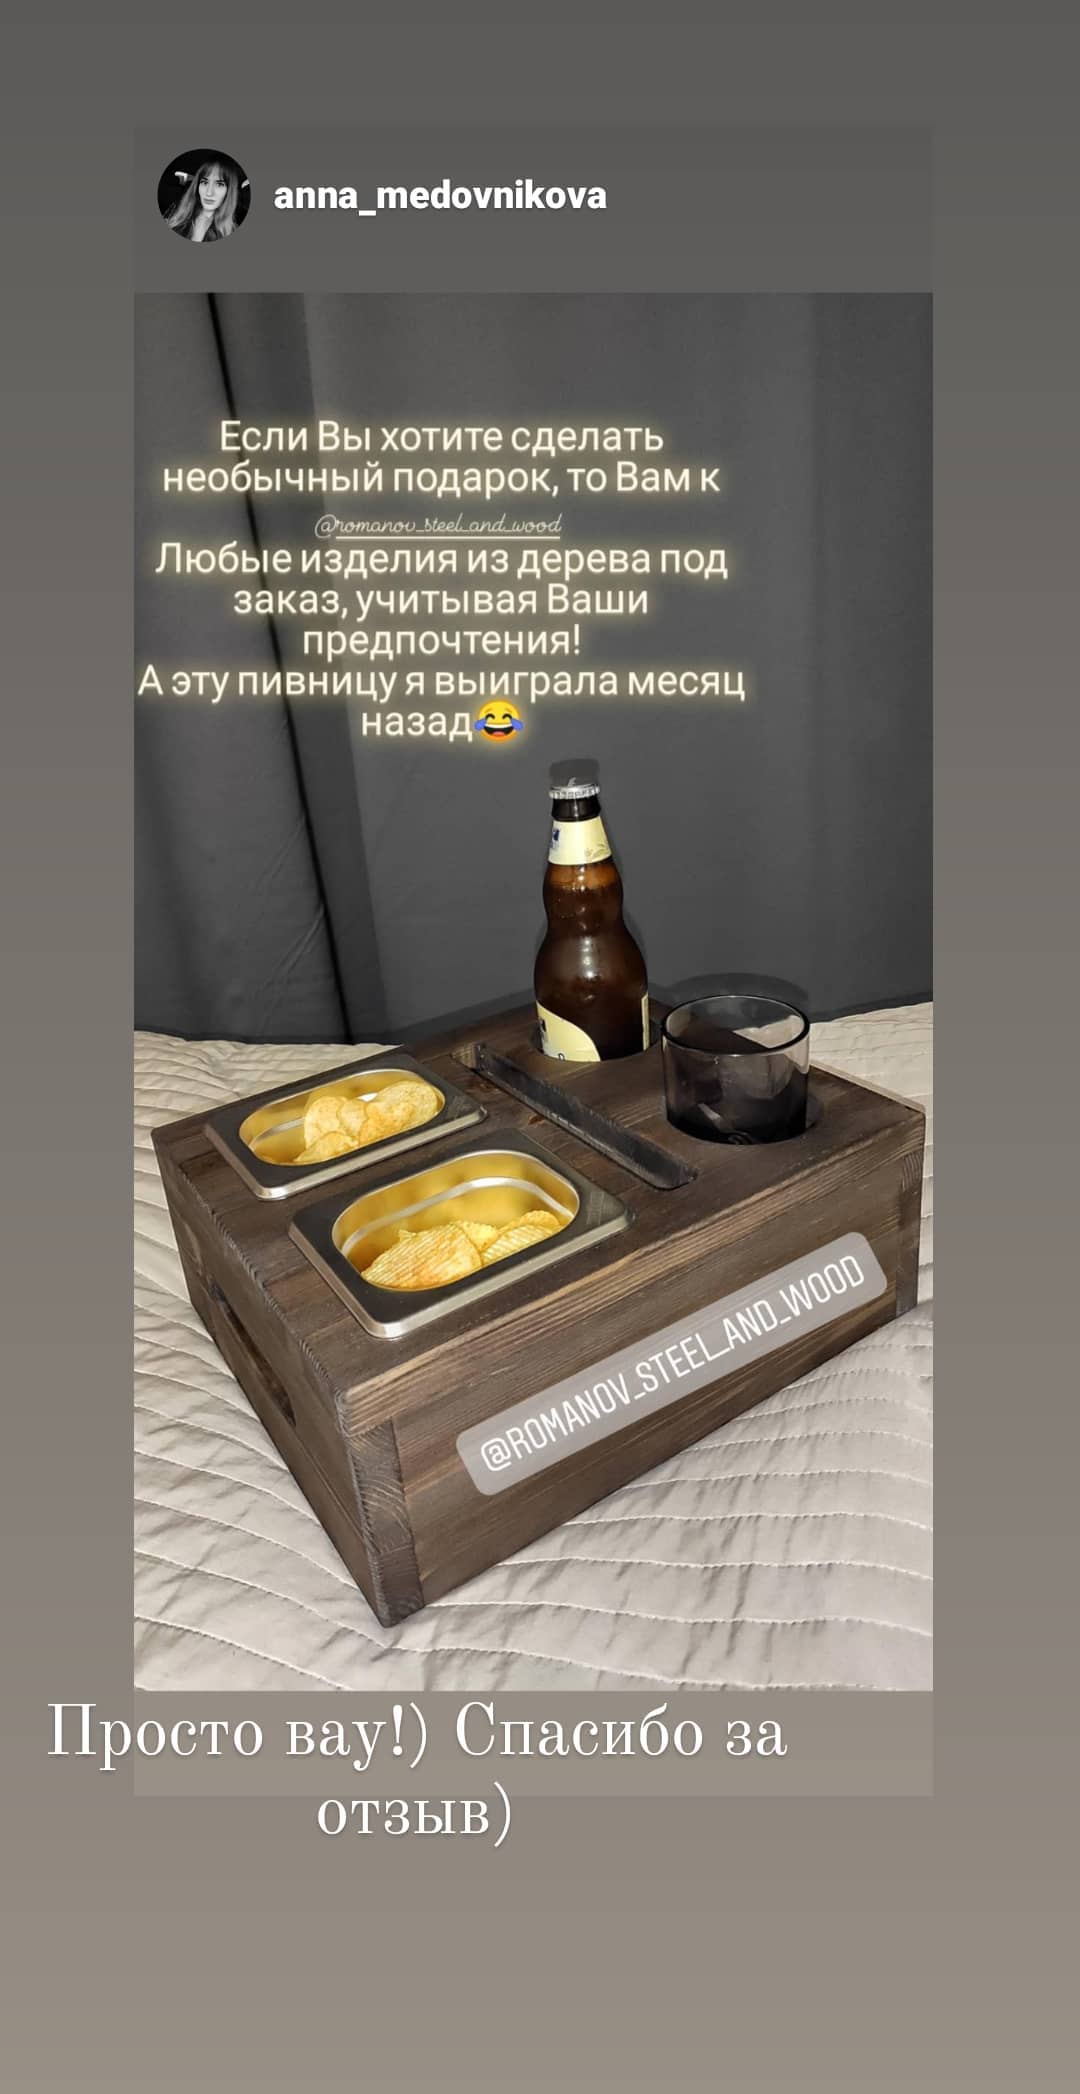 anna_medovnikova
Если Вы хотите сделать
необычный подарок, то Вам к
@romanov_steel_and_wood
Любые изделия из дерева под
заказ, учитывая Ваши
предпочтения!
А эту пивницу я выиграла месяц
назад😂
@ROMANOV_STEEL_AND_WOOD
Просто вау!) Спасибо за
отзыв)